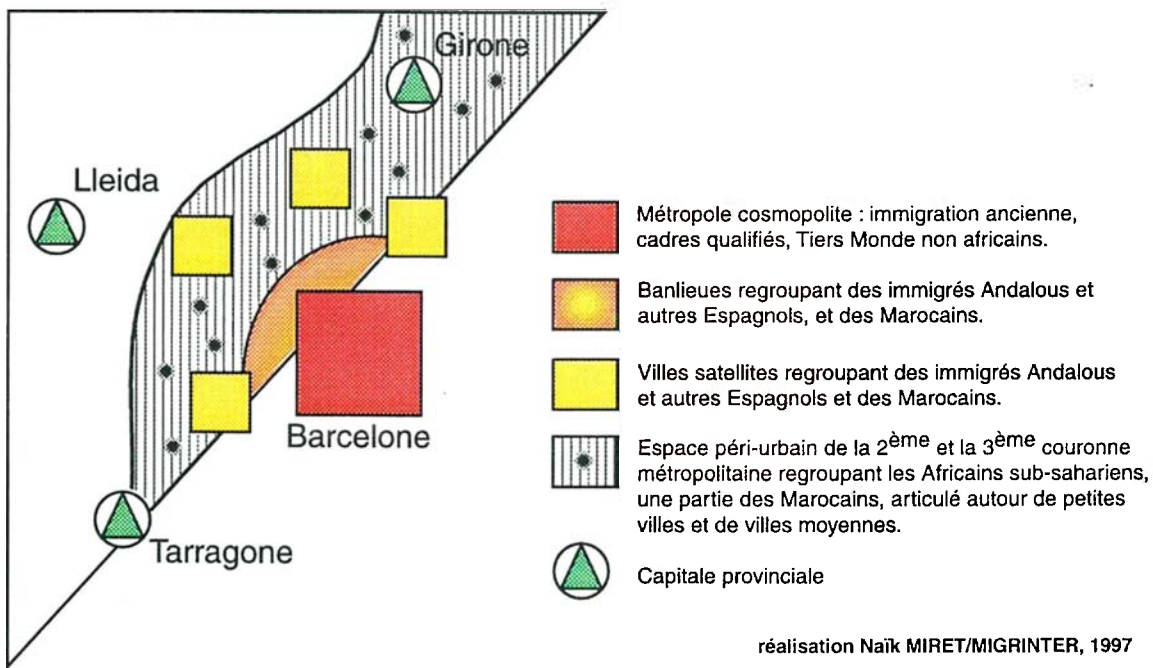 Girone
Lleida
Barcelone
Tarragone
Métropole cosmopolite : immigration ancienne,
cadres qualifiés, Tiers Monde non africains.
Banlieues regroupant des immigrés Andalous et
autres Espagnols, et des Marocains.
Villes satellites regroupant des immigrés Andalous
et autres Espagnols et des Marocains.
Espace péri-urbain de la 2ème et la 3ème couronne
métropolitaine regroupant les Africains sub-sahariens,
une partie des Marocains, articulé autour de petites
villes et de villes moyennes.
Capitale provinciale
réalisation Naïk MIRET/MIGRINTER, 1997